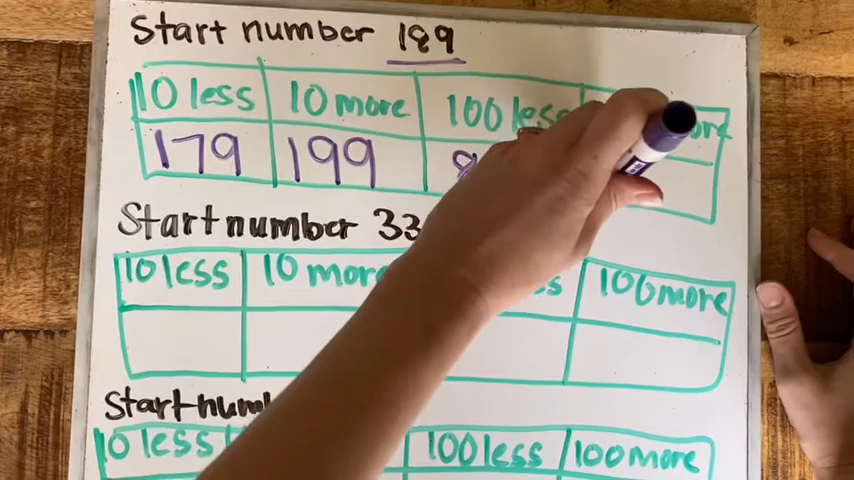 Start number 189
10 less 10 more 100 less
179 199 8
Start number 33
10 less 10 more 100 more
Start
10 less 100 less 100 more